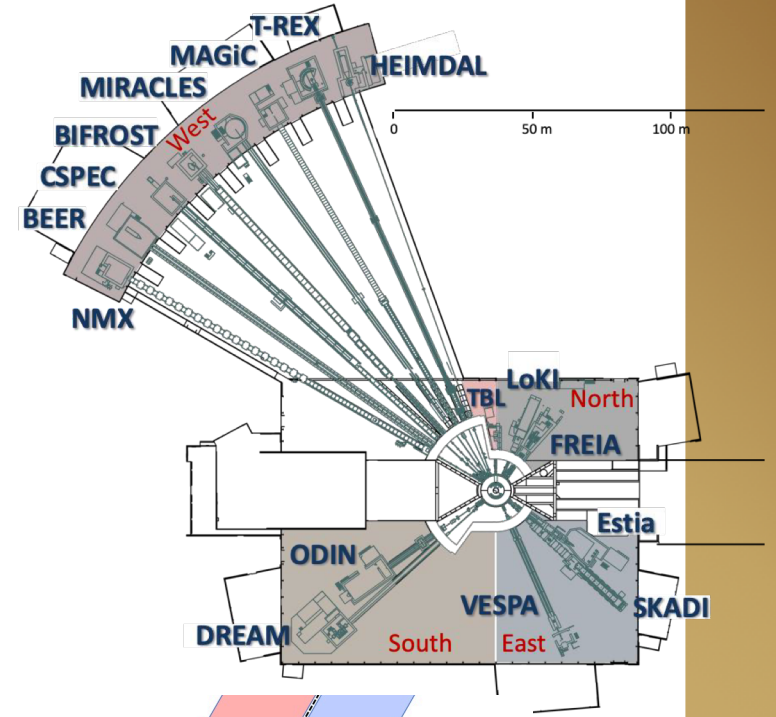 T-REX
MAGiC
HEIMDAL
MIRACLES
West
BIFROST
CSPEC
BEER
NMX
0
50 m
100 m
LoKI
TBL
North
FREIA
Estia
ODIN
VESPA
SKADI
DREAM
South
East